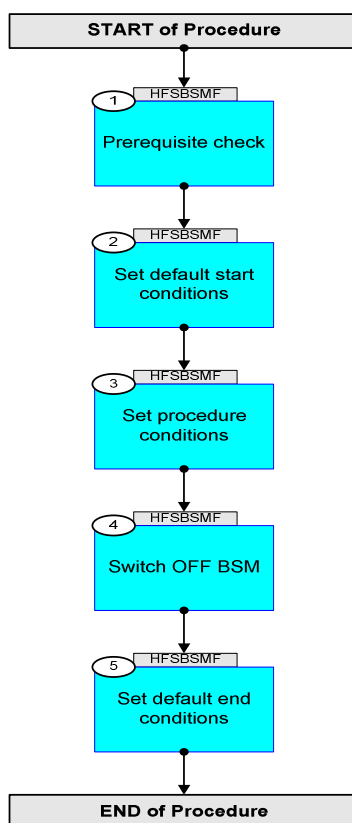 START of Procedure
HFSBSMF
1
Prerequisite check
HFSBSMF
2
Set default start
conditions
HFSBSMF
3
Set procedure
conditions
HFSBSMF
4
Switch OFF BSM
HFSBSMF
5
Set default end
conditions
END of Procedure